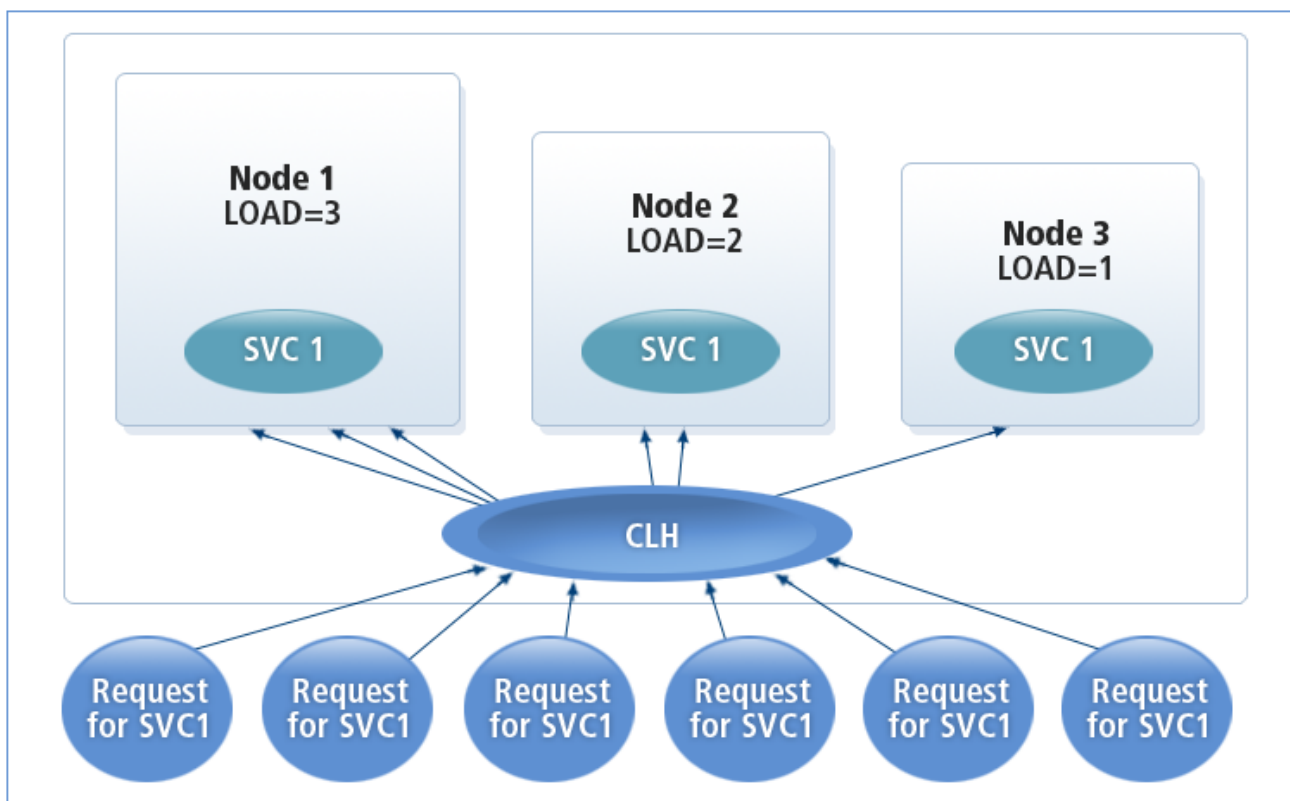 Node 1
LOAD=3
SVC 1
Node 2
LOAD=2
SVC 1
Node 3
LOAD=1
SVC 1
CLH
Request
for SVC1
Request
for SVC1
Request
for SVC1
Request
for SVC1
Request
for SVC1
Request
for SVC1